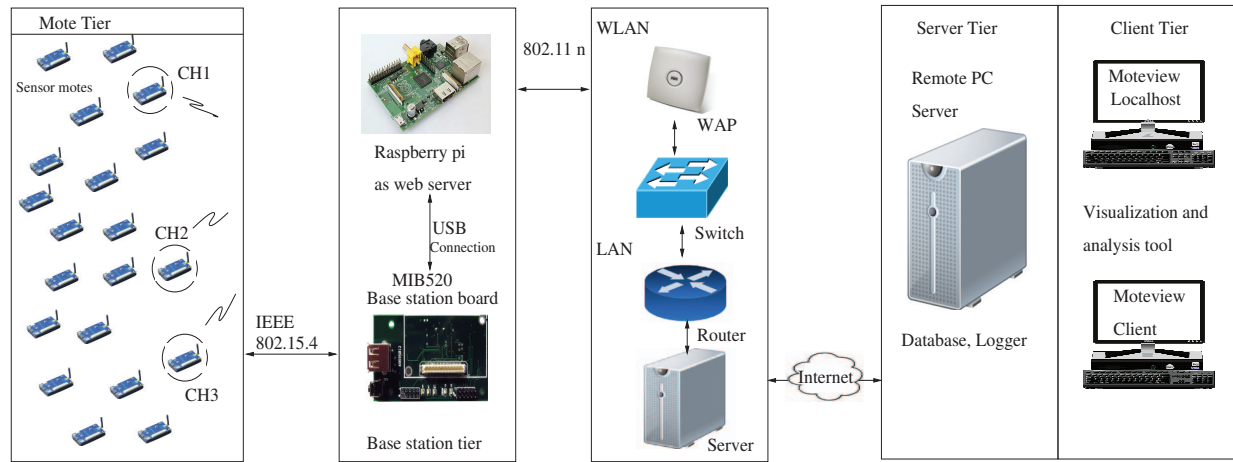 Mote Tier
Sensor motes
CH1
CH2
CH3
IEEE
802.15.4
Raspberry pi
as web server
USB
Connection
MIB520
Base station board
Base station tier
802.11 n
WLAN
WAP
Switch
LAN
Router
Server
Internet
Server Tier
Remote PC
Server
Database, Logger
Client Tier
Moteview
Localhost
Visualization and
analysis tool
Moteview
Client